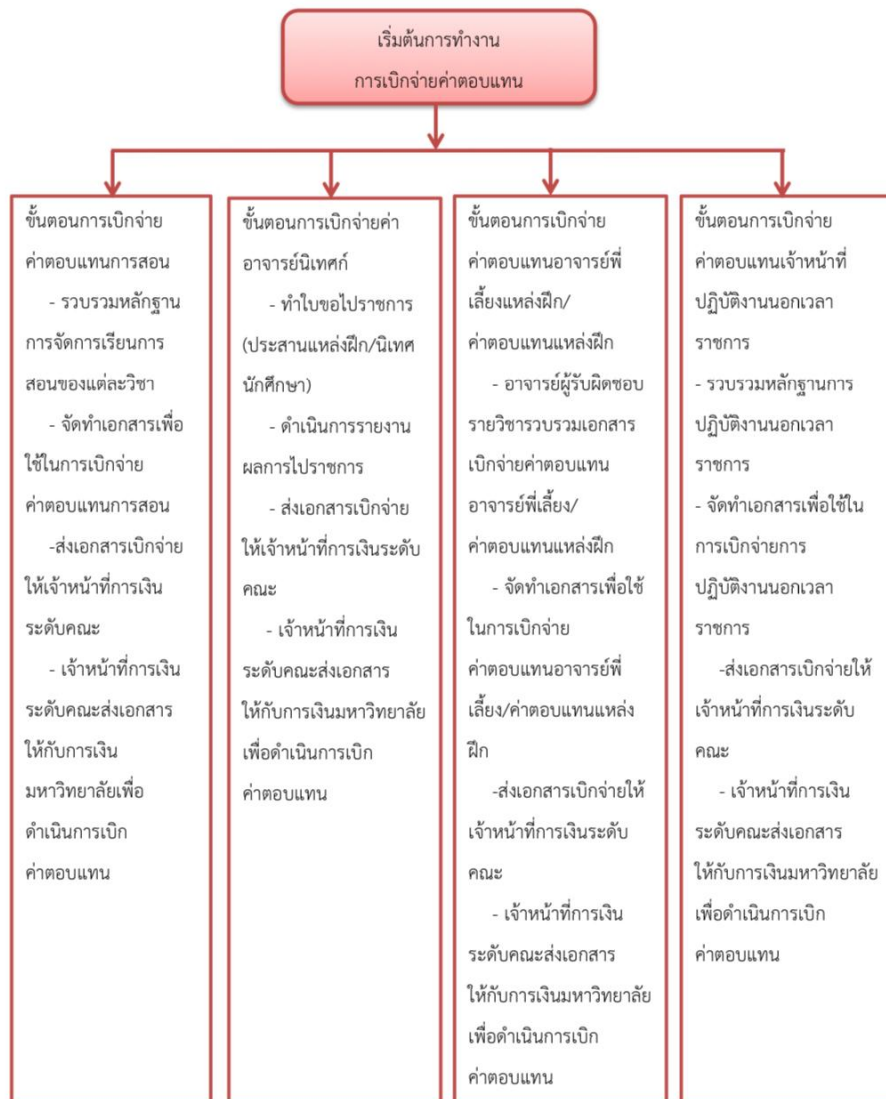 เริ่มต้นการทำงาน
การเบิกจ่ายค่าตอบแทน
ขั้นตอนการเบิกจ่าย
ค่าตอบแทนการสอน
- รวบรวมหลักฐาน
การจัดการเรียนการ
สอนของแต่ละวิชา
- จัดทำเอกสารเพื่อ
ใช้ในการเบิกจ่าย
ค่าตอบแทนการสอน
-ส่งเอกสารเบิกจ่าย
ให้เจ้าหน้าที่การเงิน
ระดับคณะ
- เจ้าหน้าที่การเงิน
ระดับคณะส่งเอกสาร
ให้กับการเงิน
มหาวิทยาลัยเพื่อ
ดำเนินการเบิก
ค่าตอบแทน
ขั้นตอนการเบิกจ่ายค่า
อาจารย์นิเทศก์
- ทำใบขอไปราชการ
(ประสานแหล่งฝึก/นิเทศ
นักศึกษา)
- ดำเนินการรายงาน
ผลการไปราชการ
- ส่งเอกสารเบิกจ่าย
ให้เจ้าหน้าที่การเงินระดับ
คณะ
- เจ้าหน้าที่การเงิน
ระดับคณะส่งเอกสาร
ให้กับการเงินมหาวิทยาลัย
เพื่อดำเนินการเบิก
ค่าตอบแทน
ขั้นตอนการเบิกจ่าย
ค่าตอบแทนอาจารย์พี่
เลี้ยงแหล่งฝึก/
ค่าตอบแทนแหล่งฝึก
- อาจารย์ผู้รับผิดชอบ
รายวิชารวบรวมเอกสาร
เบิกจ่ายค่าตอบแทน
อาจารย์พี่เลี้ยง/
ค่าตอบแทนแหล่งฝึก
- จัดทำเอกสารเพื่อใช้
ในการเบิกจ่าย
ค่าตอบแทนอาจารย์พี่
เลี้ยง/ค่าตอบแทนแหล่ง
ฝึก
-ส่งเอกสารเบิกจ่ายให้
เจ้าหน้าที่การเงินระดับ
คณะ
- เจ้าหน้าที่การเงิน
ระดับคณะส่งเอกสาร
ให้กับการเงินมหาวิทยาลัย
เพื่อดำเนินการเบิก
ค่าตอบแทน
ขั้นตอนการเบิกจ่าย
ค่าตอบแทนเจ้าหน้าที่
ปฏิบัติงานนอกเวลา
ราชการ
- รวบรวมหลักฐานการ
ปฏิบัติงานนอกเวลา
ราชการ
- จัดทำเอกสารเพื่อใช้ใน
การเบิกจ่ายการ
ปฏิบัติงานนอกเวลา
ราชการ
-ส่งเอกสารเบิกจ่ายให้
เจ้าหน้าที่การเงินระดับ
คณะ
- เจ้าหน้าที่การเงิน
ระดับคณะส่งเอกสาร
ให้กับการเงินมหาวิทยาลัย
เพื่อดำเนินการเบิก
ค่าตอบแทน